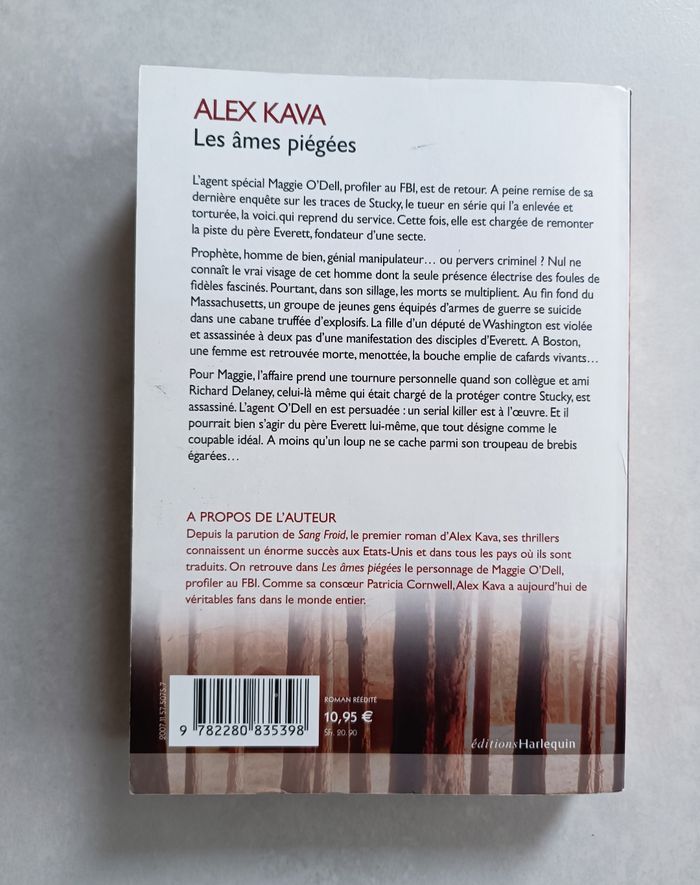 ALEX KAVA
Les âmes piégées
L'agent spécial Maggie O'Dell, profiler au FBI, est de retour. A peine remise de sa
dernière enquête sur les traces de Stucky, le tueur en série qui l'a enlevée et
torturée, la voici qui reprend du service. Cette fois, elle est chargée de remonter
la piste du père Everett, fondateur d'une secte.
Prophète, homme de bien, génial manipulateur… ou pervers criminel ? Nul ne
connaît le vrai visage de cet homme dont la seule présence électrise des foules de
fidèles fascinés. Pourtant, dans son sillage, les morts se multiplient. Au fin fond du
Massachusetts, un groupe de jeunes gens équipés d'armes de guerre se suicide
dans une cabane truffée d'explosifs. La fille d'un député de Washington est violée
et assassinée à deux pas d'une manifestation des disciples d'Everett. A Boston,
une femme est retrouvée morte, menottée, la bouche emplie de cafards vivants…
Pour Maggie, l'affaire prend une tournure personnelle quand son collègue et ami
Richard Delaney, celui-là même qui était chargé de la protéger contre Stucky, est
assassiné. L'agent O'Dell en est persuadée : un serial killer est à l'œuvre. Et il
pourrait bien s'agir du père Everett lui-même, que tout désigne comme le
coupable idéal. A moins qu'un loup ne se cache parmi son troupeau de brebis
égarées…
A PROPOS DE L'AUTEUR
Depuis la parution de Sang Froid, le premier roman d'Alex Kava, ses thrillers
connaissent un énorme succès aux Etats-Unis et dans tous les pays où ils sont
traduits. On retrouve dans Les âmes piégées le personnage de Maggie O'Dell,
profiler au FBI. Comme sa consœur Patricia Cornwell, Alex Kava a aujourd'hui de
véritables fans dans le monde entier.
2007.11.57.5075.7
9 782280 835398
ROMAN RÉÉDITÉ
10,95 €
Sfr. 20.90
éditionsHarlequin